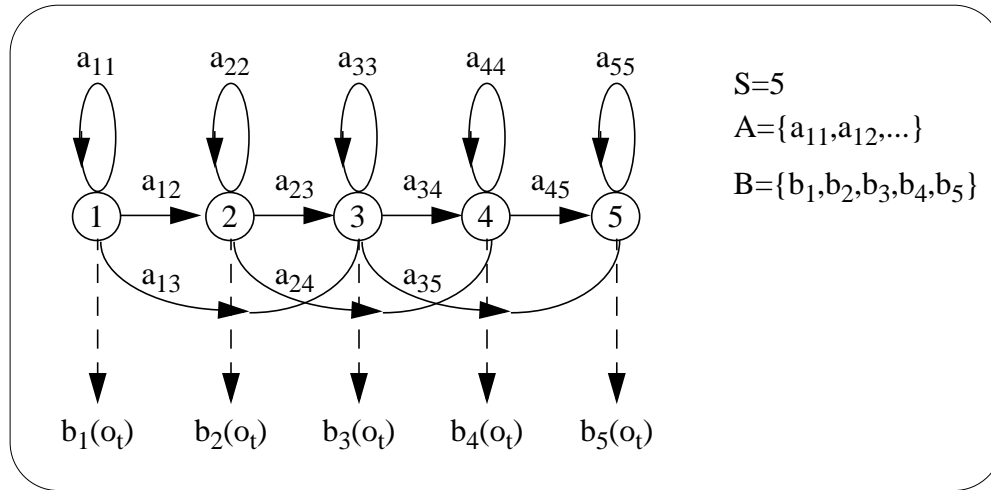 a11 a22 a33 a44 a55
S=5
A={a11,a12,...}
a12 a23 a34 a45
B={b1,b2,b3,b4,b5}
1 2 3 4 5
a13 a24 a35
b1(ot) b2(ot) b3(ot) b4(ot) b5(ot)